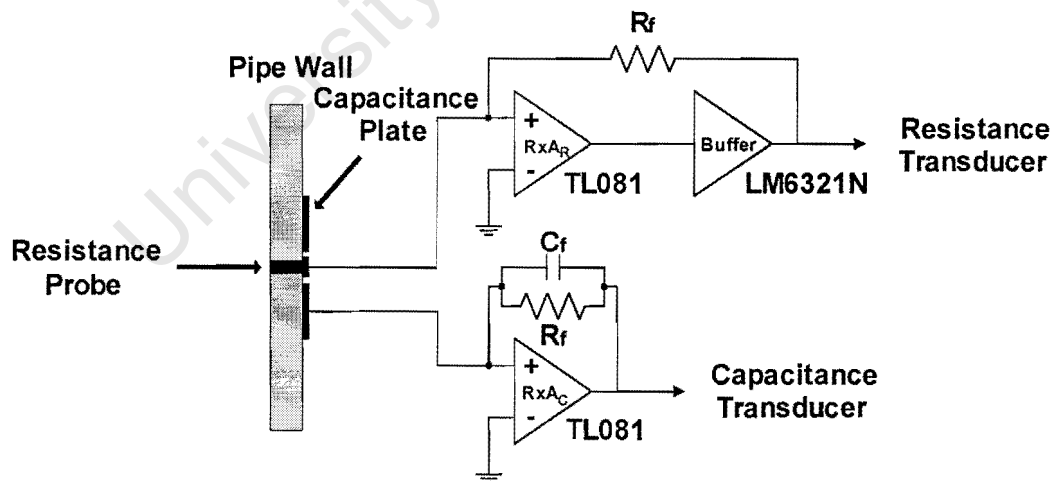 University
Rf
Pipe Wall
Capacitance
Plate
+
RxAR
-
TL081
Buffer
LM6321N
Resistance
Transducer
Resistance
Probe
Cf
Rf
+
RxAC
-
TL081
Capacitance
Transducer